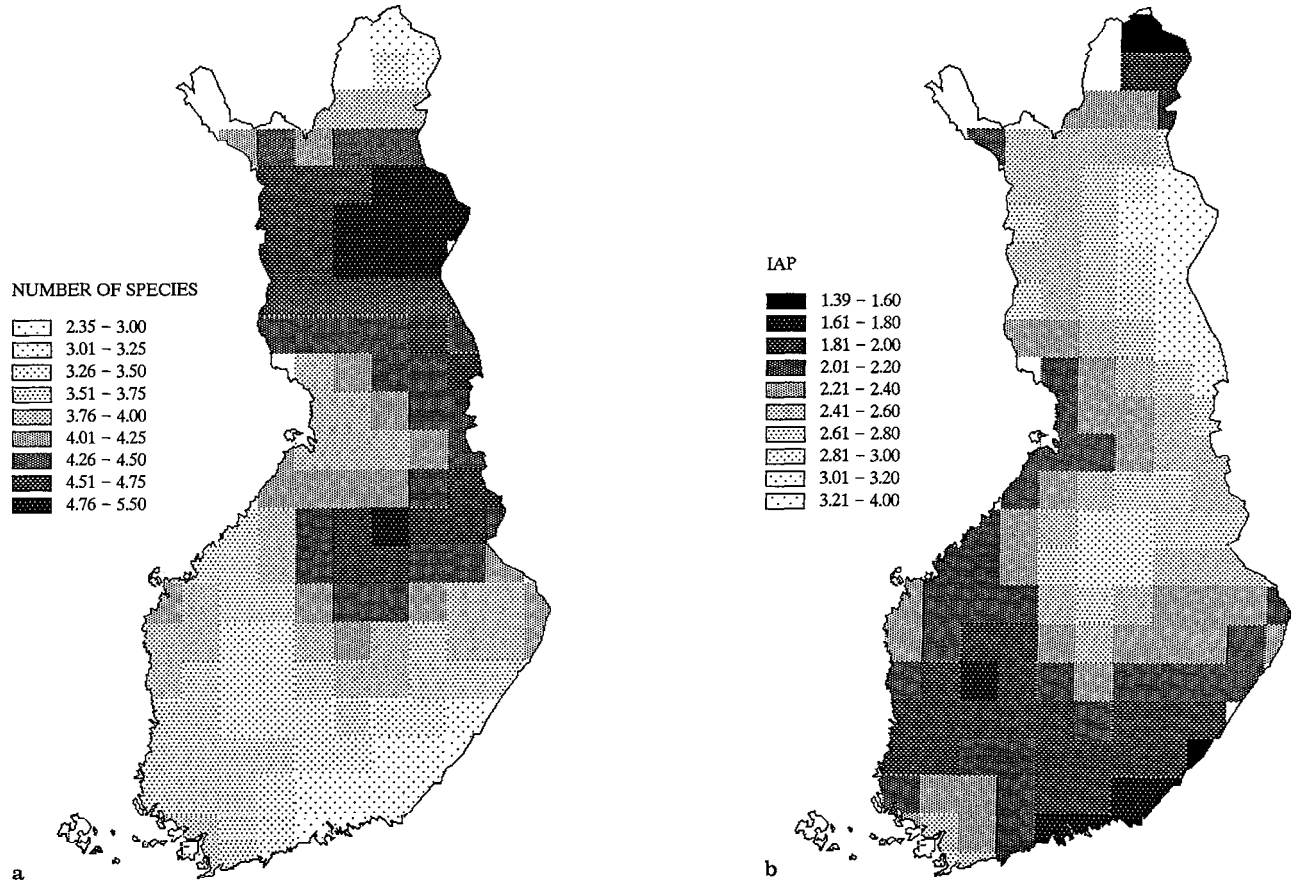 NUMBER OF SPECIES
2.35 – 3.00
3.01 – 3.25
3.26 – 3.50
3.51 – 3.75
3.76 – 4.00
4.01 – 4.25
4.26 – 4.50
4.51 – 4.75
4.76 – 5.50
a
IAP
1.39 – 1.60
1.61 – 1.80
1.81 – 2.00
2.01 – 2.20
2.21 – 2.40
2.41 – 2.60
2.61 – 2.80
2.81 – 3.00
3.01 – 3.20
3.21 – 4.00
b